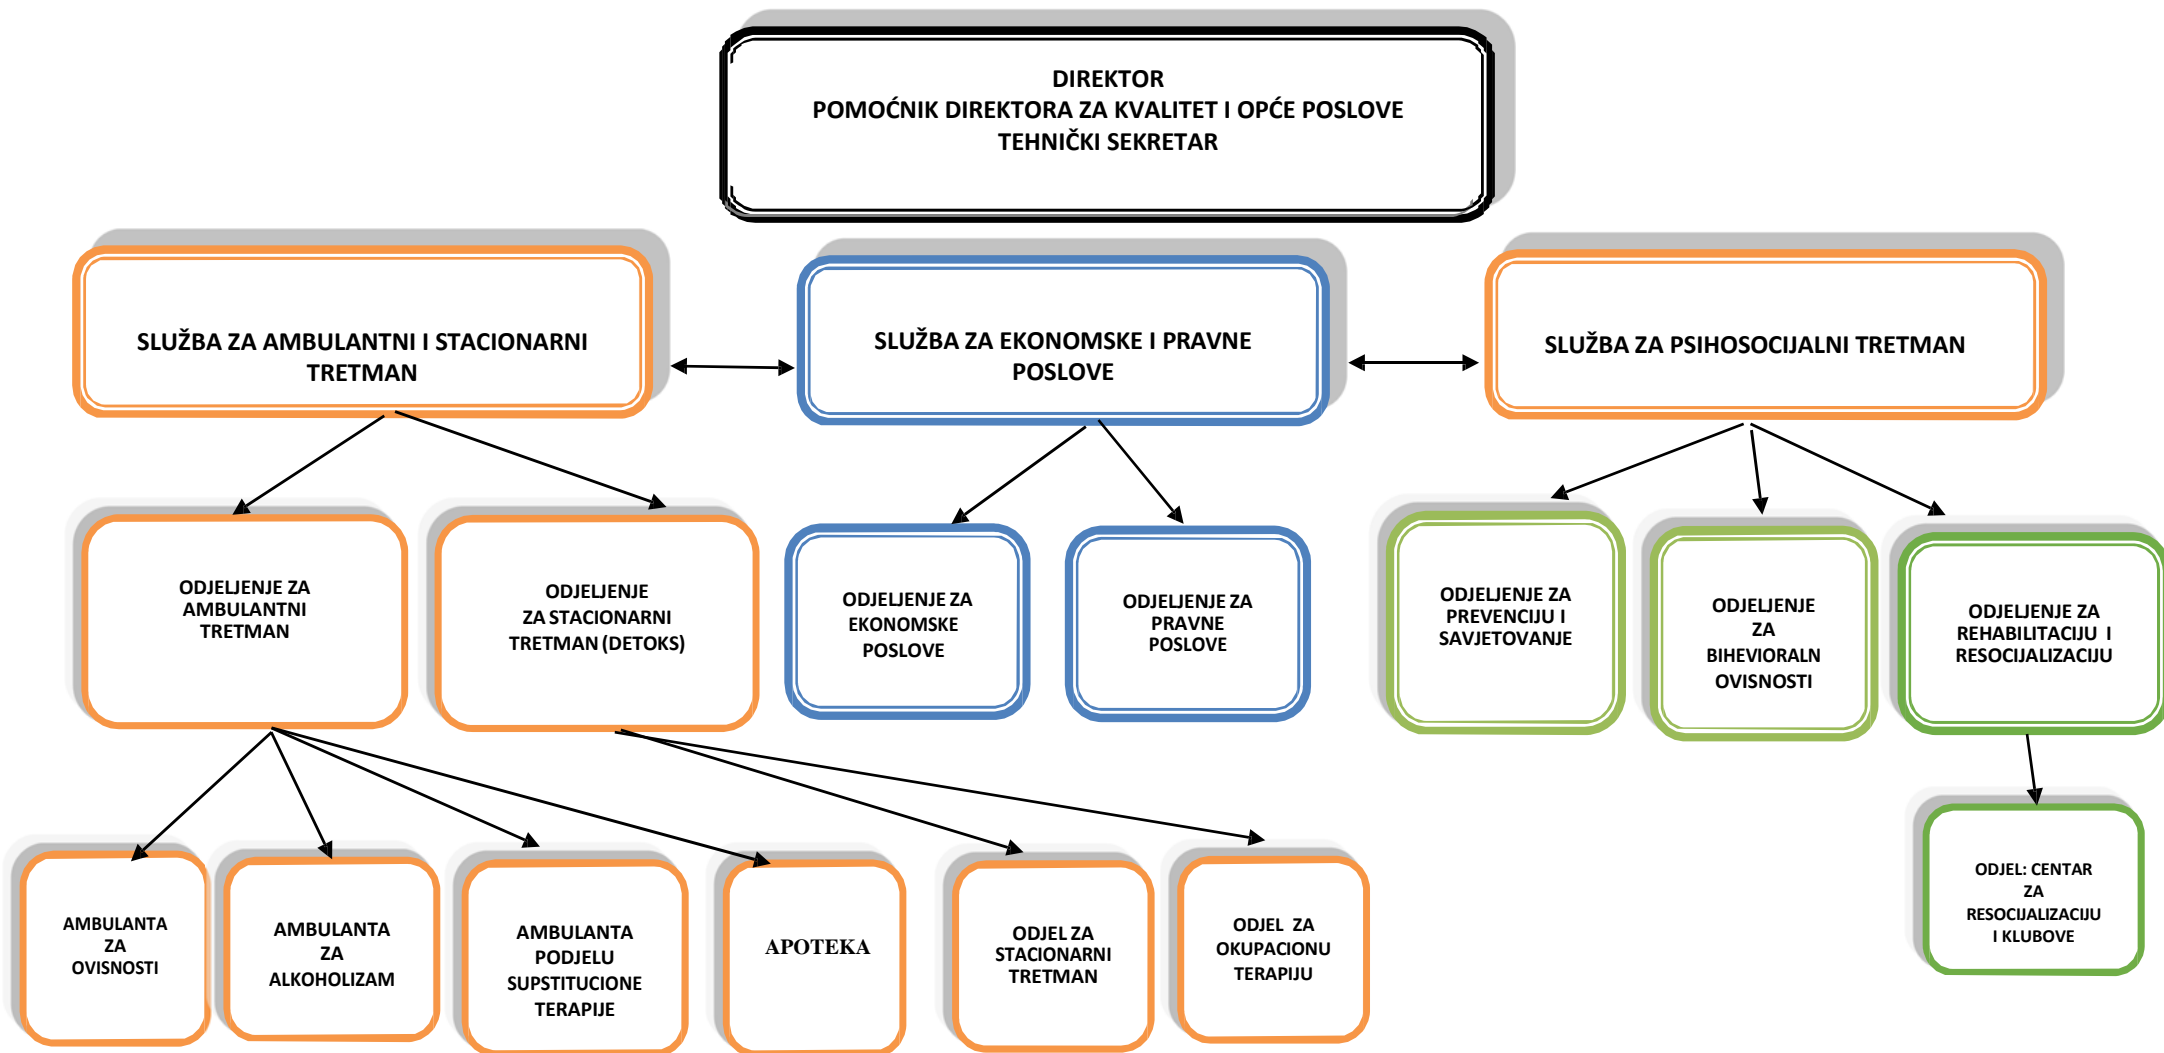 DIREKTOR
POMOĆNIK DIREKTORA ZA KVALITET I OPĆE POSLOVE
TEHNIČKI SEKRETAR
SLUŽBA ZA AMBULANTNI I STACIONARNI
TRETMAN
SLUŽBA ZA EKONOMSKE I PRAVNE
POSLOVE
SLUŽBA ZA PSIHOSOCIJALNI TRETMAN
ODJELJENJE ZA
AMBULANTNI
TRETMAN
ODJELJENJE
ZA STACIONARNI
TRETMAN (DETOKS)
ODJELJENJE ZA
EKONOMSKE
POSLOVE
ODJELJENJE ZA
PRAVNE
POSLOVE
ODJELJENJE ZA
PREVENCIJU I
SAVJETOVANJE
ODJELJENJE
ZA
BIHEVIORALN
OVISNOSTI
ODJELJENJE ZA
REHABILITACIJU I
RESOCIJALIZACIJU
AMBULANTA
ZA
OVISNOSTI
AMBULANTA
ZA
ALKOHOLIZAM
AMBULANTA
PODJELU
SUPSTITUCIONE
TERAPIJE
APOTEKA
ODJEL ZA
STACIONARNI
TRETMAN
ODJEL ZA
OKUPACIONU
TERAPIJU
ODJEL: CENTAR
ZA
RESOCIJALIZACIJU
I KLUBOVE